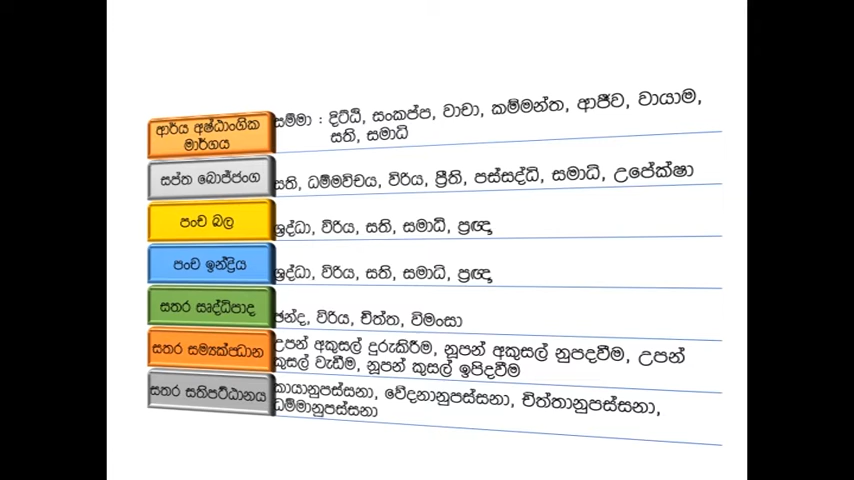 ආර්ය අෂ්ඨාංගික
මාර්ගය
සම්මා : දිට්ඨි, සංකප්ප, වාචා, කම්මන්ත, ආජීව, වායාම,
සති, සමාධි
සප්ත බොජ්ජංග
සති, ධම්මවිචය, විරිය, ප්‍රීති, පස්සද්ධි, සමාධි, උපේක්ෂා
පංච බල
ශ්‍රද්ධා, විරිය, සති, සමාධි, ප්‍රඥා
පංච ඉන්ද්‍රිය
ශ්‍රද්ධා, විරිය, සති, සමාධි, ප්‍රඥා
සතර සෘද්ධිපාද
ඡන්ද, විරිය, චිත්ත, විමංසා
සතර සම්‍යක්ප්‍රධාන
උපන් අකුසල් දුරුකිරීම, නූපන් අකුසල් නුපදවීම, උපන්
කුසල් වැඩීම, නූපන් කුසල් ඉපිදවීම
සතර සතිපට්ඨානය
කායානුපස්සනා, වේදනානුපස්සනා, චිත්තානුපස්සනා,
ධම්මානුපස්සනා